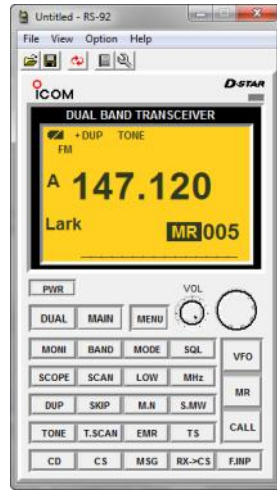 Untitled - RS-92
File View Option Help
ICOM D-STAR
DUAL BAND TRANSCEIVER
+DUP TONE
FM
A 147.120
Lark MR 005
PWR VOL
DUAL MAIN MENU
MONI BAND MODE SQL VFO
SCOPE SCAN LOW MHz
DUP SKIP M.N S.MW MR
TONE T.SCAN EMR TS CALL
CD CS MSG RX->CS F.INP